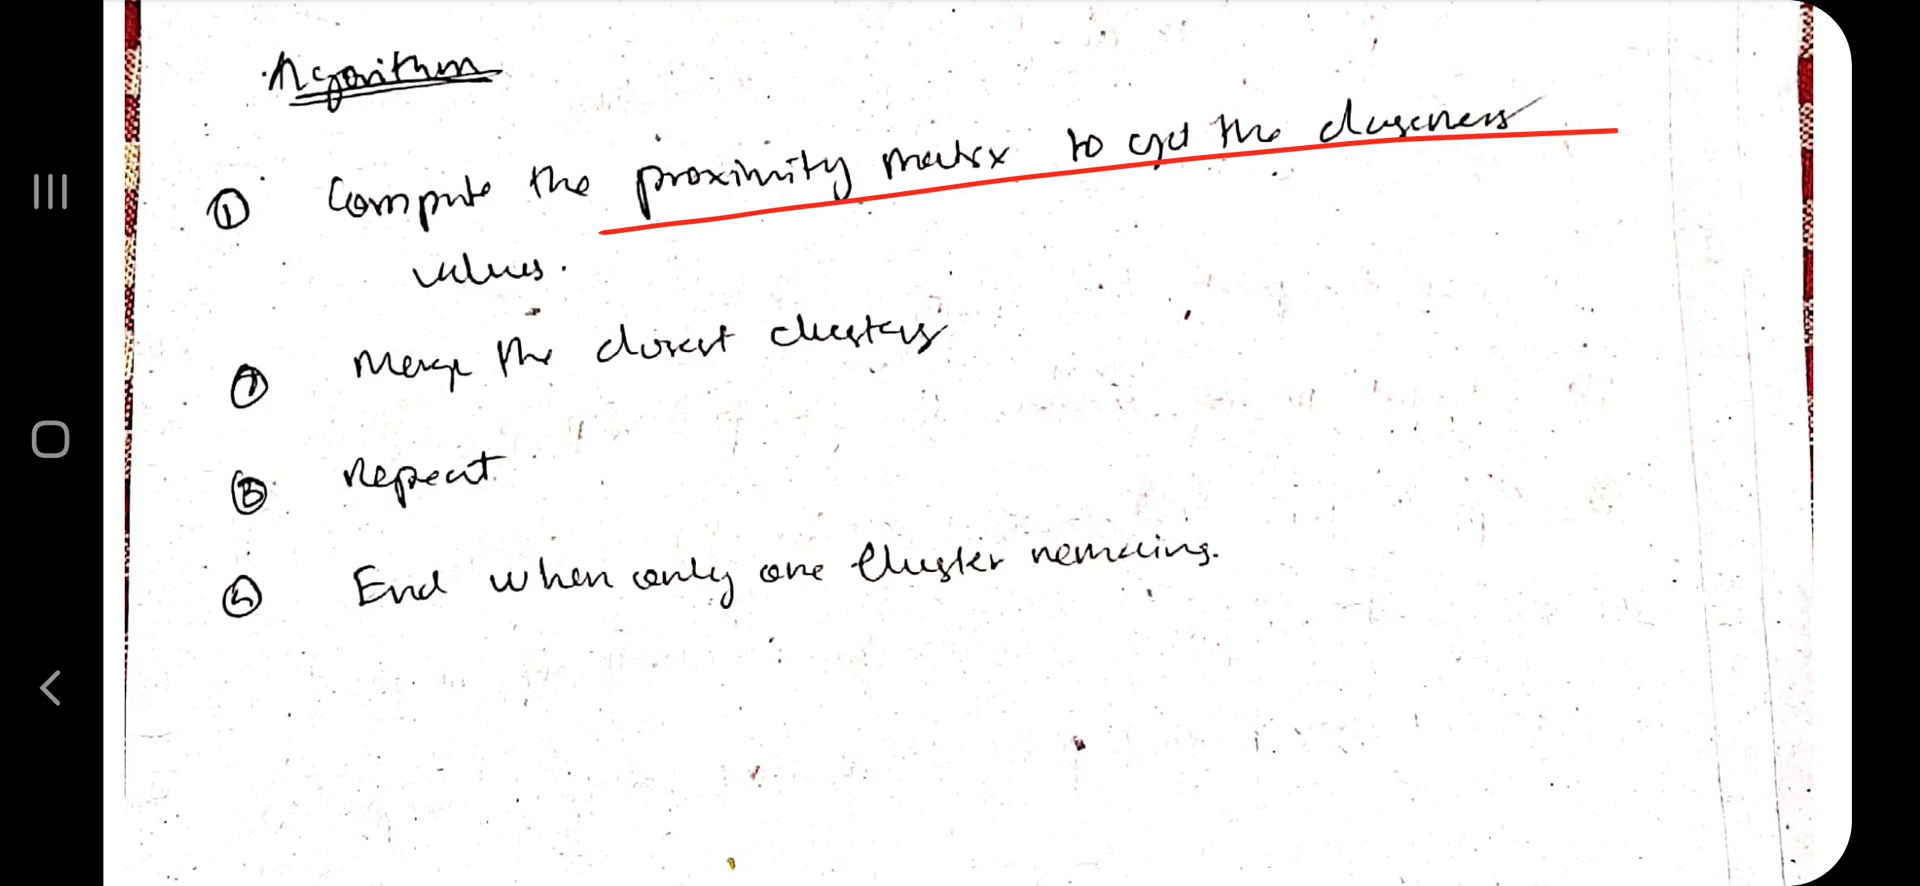 Algorithm
① Compute the proximity matrix to get the closeness
values.
② Merge the closest clusters
③ Repeat
④ End when only one cluster remaining.